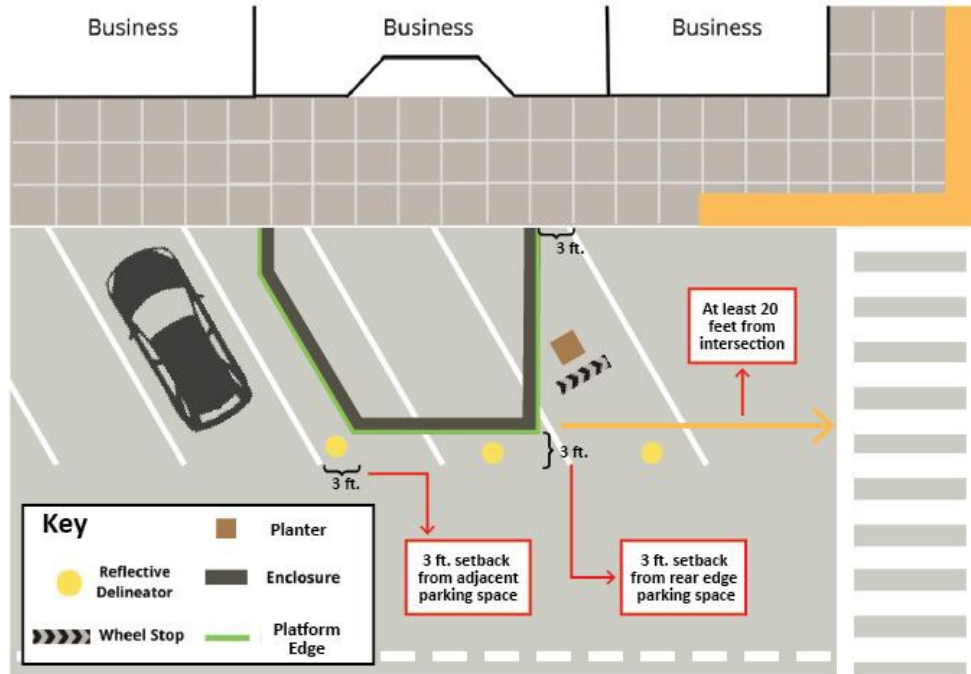 Business
Business
Business
3 ft.
At least 20
feet from
intersection
3 ft.
3 ft.
Key
Planter
Reflective
Delineator
Enclosure
Wheel Stop
Platform
Edge
3 ft. setback
from adjacent
parking space
3 ft. setback
from rear edge
parking space